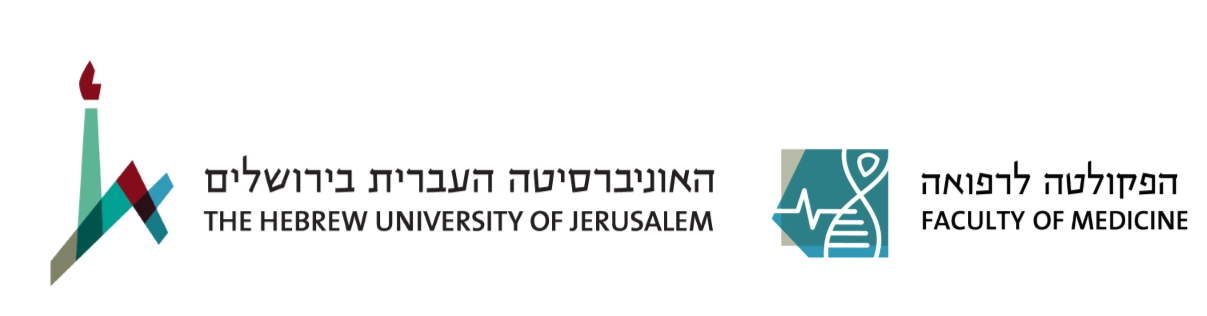 האוניברסיטה העברית בירושלים
THE HEBREW UNIVERSITY OF JERUSALEM
הפקולטה לרפואה
FACULTY OF MEDICINE